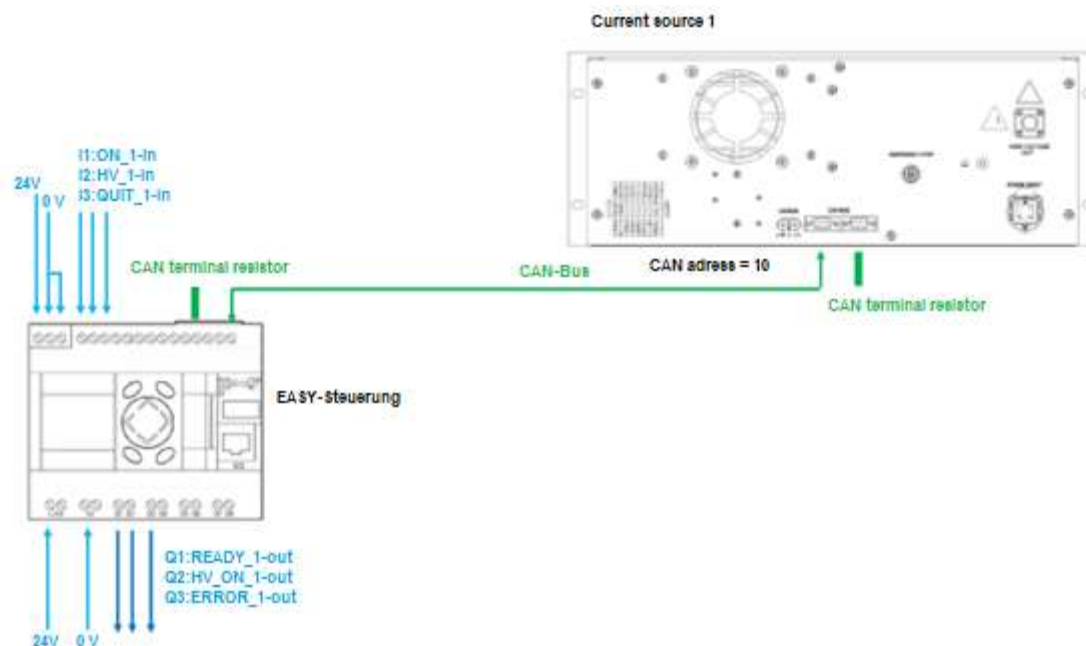 Current source 1
I1:ON_1-in
I2:HV_1-in
I3:QUIT_1-in
24V
0 V
CAN terminal resistor
CAN-Bus
CAN adress = 10
CAN terminal resistor
EASY-Steuerung
Q1:READY_1-out
Q2:HV_ON_1-out
Q3:ERROR_1-out
24V
0 V